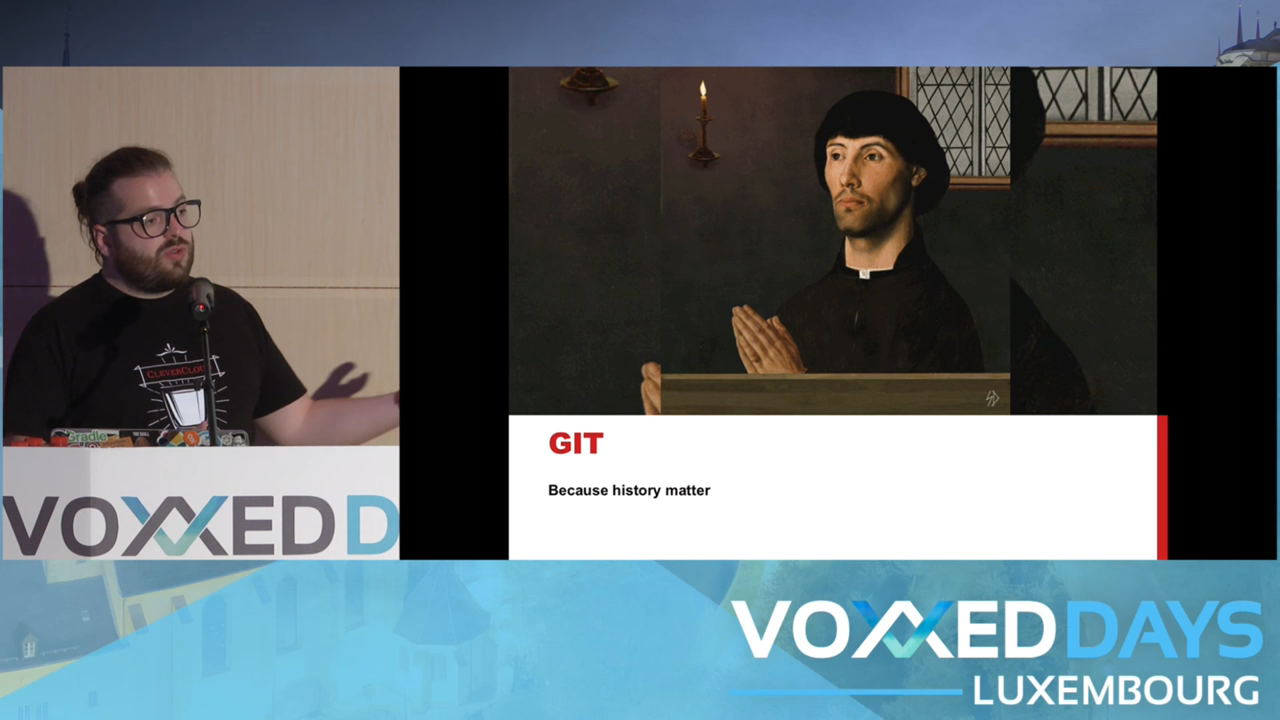 CLEVERCLOUD
Gradle
VOXXED D
GIT
Because history matter
VOXXED DAYS
LUXEMBOURG